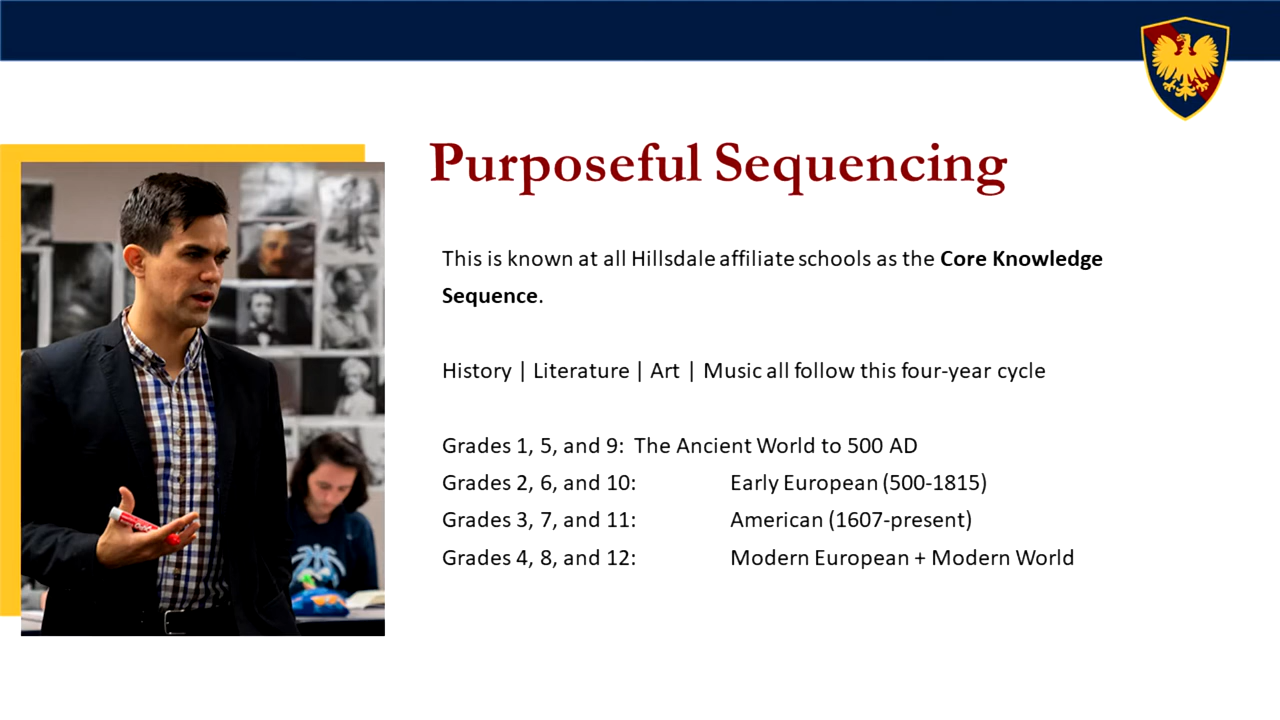 Purposeful Sequencing
This is known at all Hillsdale affiliate schools as the Core Knowledge
Sequence.
History | Literature | Art | Music all follow this four-year cycle
Grades 1, 5, and 9: The Ancient World to 500 AD
Grades 2, 6, and 10: Early European (500-1815)
Grades 3, 7, and 11: American (1607-present)
Grades 4, 8, and 12: Modern European + Modern World